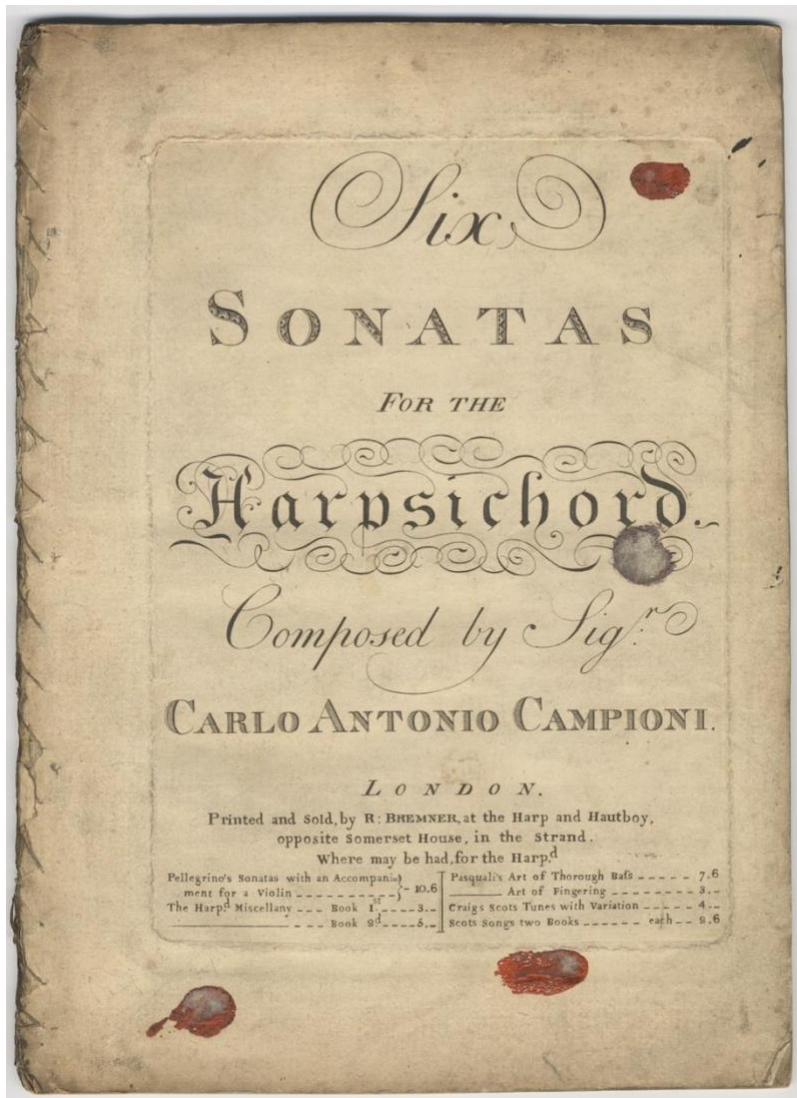 Six
SONATAS
FOR THE
Harpsichord.
Composed by Sig.r
CARLO ANTONIO CAMPIONI.
LONDON.
Printed and Sold, by R: BREMNER, at the Harp and Hautboy,
opposite Somerset House, in the Strand.
Where may be had, for the Harp.d
Pellegrino's Sonatas with an Accompani-
ment for a Violin - - - - - - - - - - 10.6
The Harp.d Miscellany - - - Book 1st - - - - 3 . -
- - - Book 2d - - - - 5 . -
Pasquali's Art of Thorough Baſs - - - - - 7.6
Art of Fingering - - - - - - - - 3 . -
Craigs Scots Tunes with Variation - - - - - 4 . -
Scots Songs two Books - - - - - - each - - 2.6